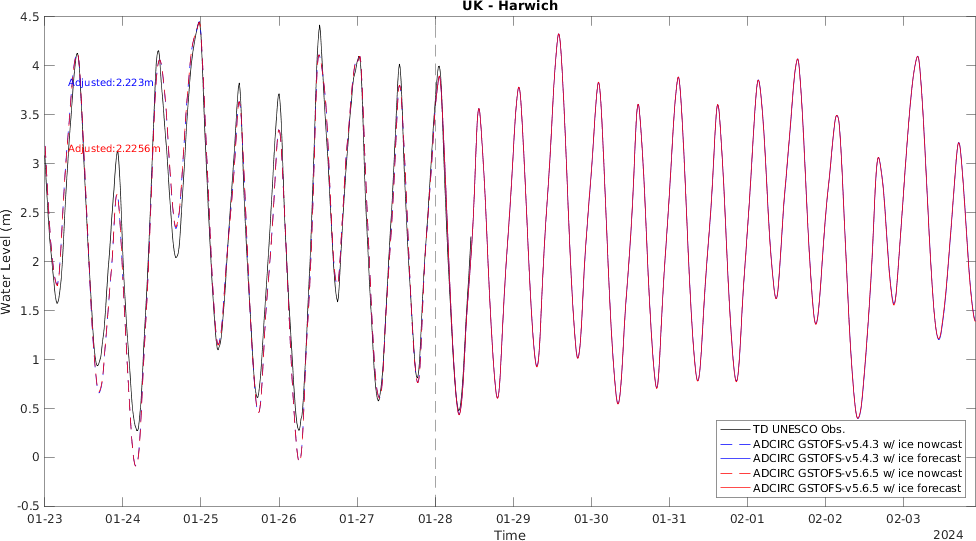 UK - Harwich
4.5
4
3.5
3
2.5
2
1.5
1
0.5
0
-0.5
Water Level (m)
Adjusted:2.223m
Adjusted:2.2256m
TD UNESCO Obs.
ADCIRC GSTOFS-v5.4.3 w/ ice nowcast
ADCIRC GSTOFS-v5.4.3 w/ ice forecast
ADCIRC GSTOFS-v5.6.5 w/ ice nowcast
ADCIRC GSTOFS-v5.6.5 w/ ice forecast
01-23 01-24 01-25 01-26 01-27 01-28 01-29 01-30 01-31 02-01 02-02 02-03
Time
2024